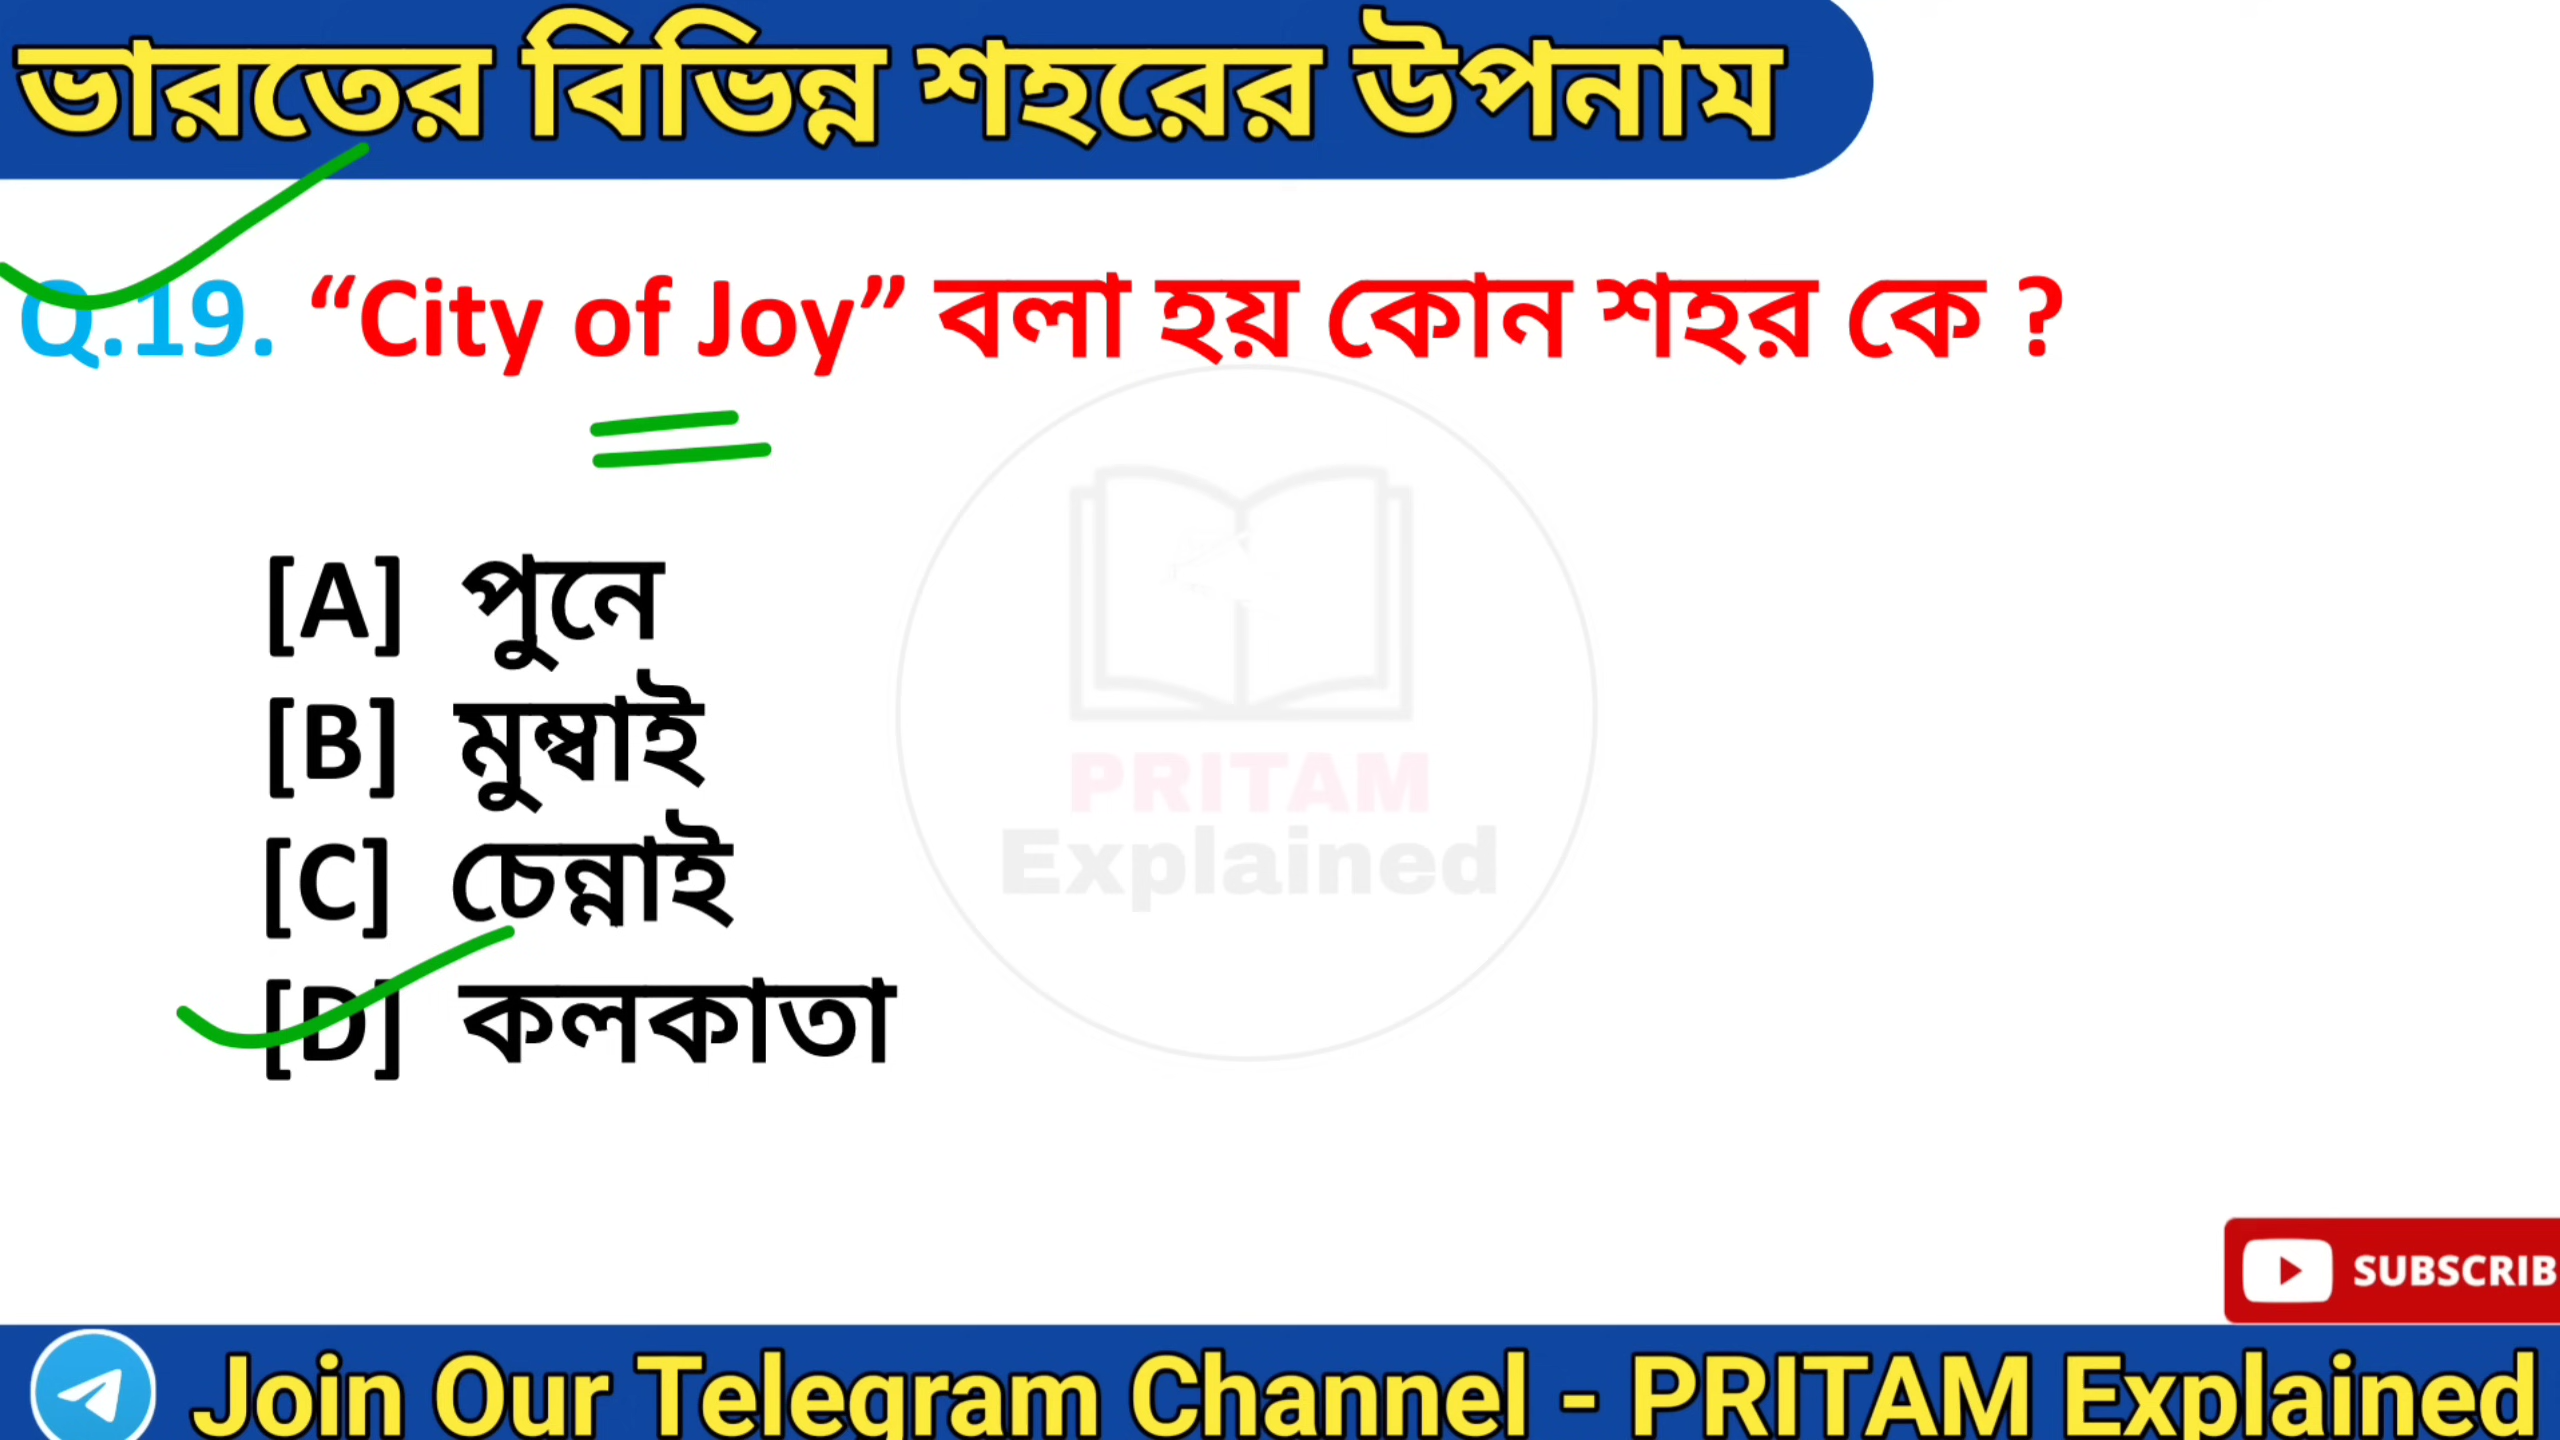 ভারতের বিভিন্ন শহরের উপনাম
Q.19. “City of Joy” বলা হয় কোন শহর কে ?
[A] পুনে
[B] মুম্বাই
[C] চেন্নাই
[D] কলকাতা
PRITAM
Explained
SUBSCRIB
Join Our Telegram Channel - PRITAM Explained